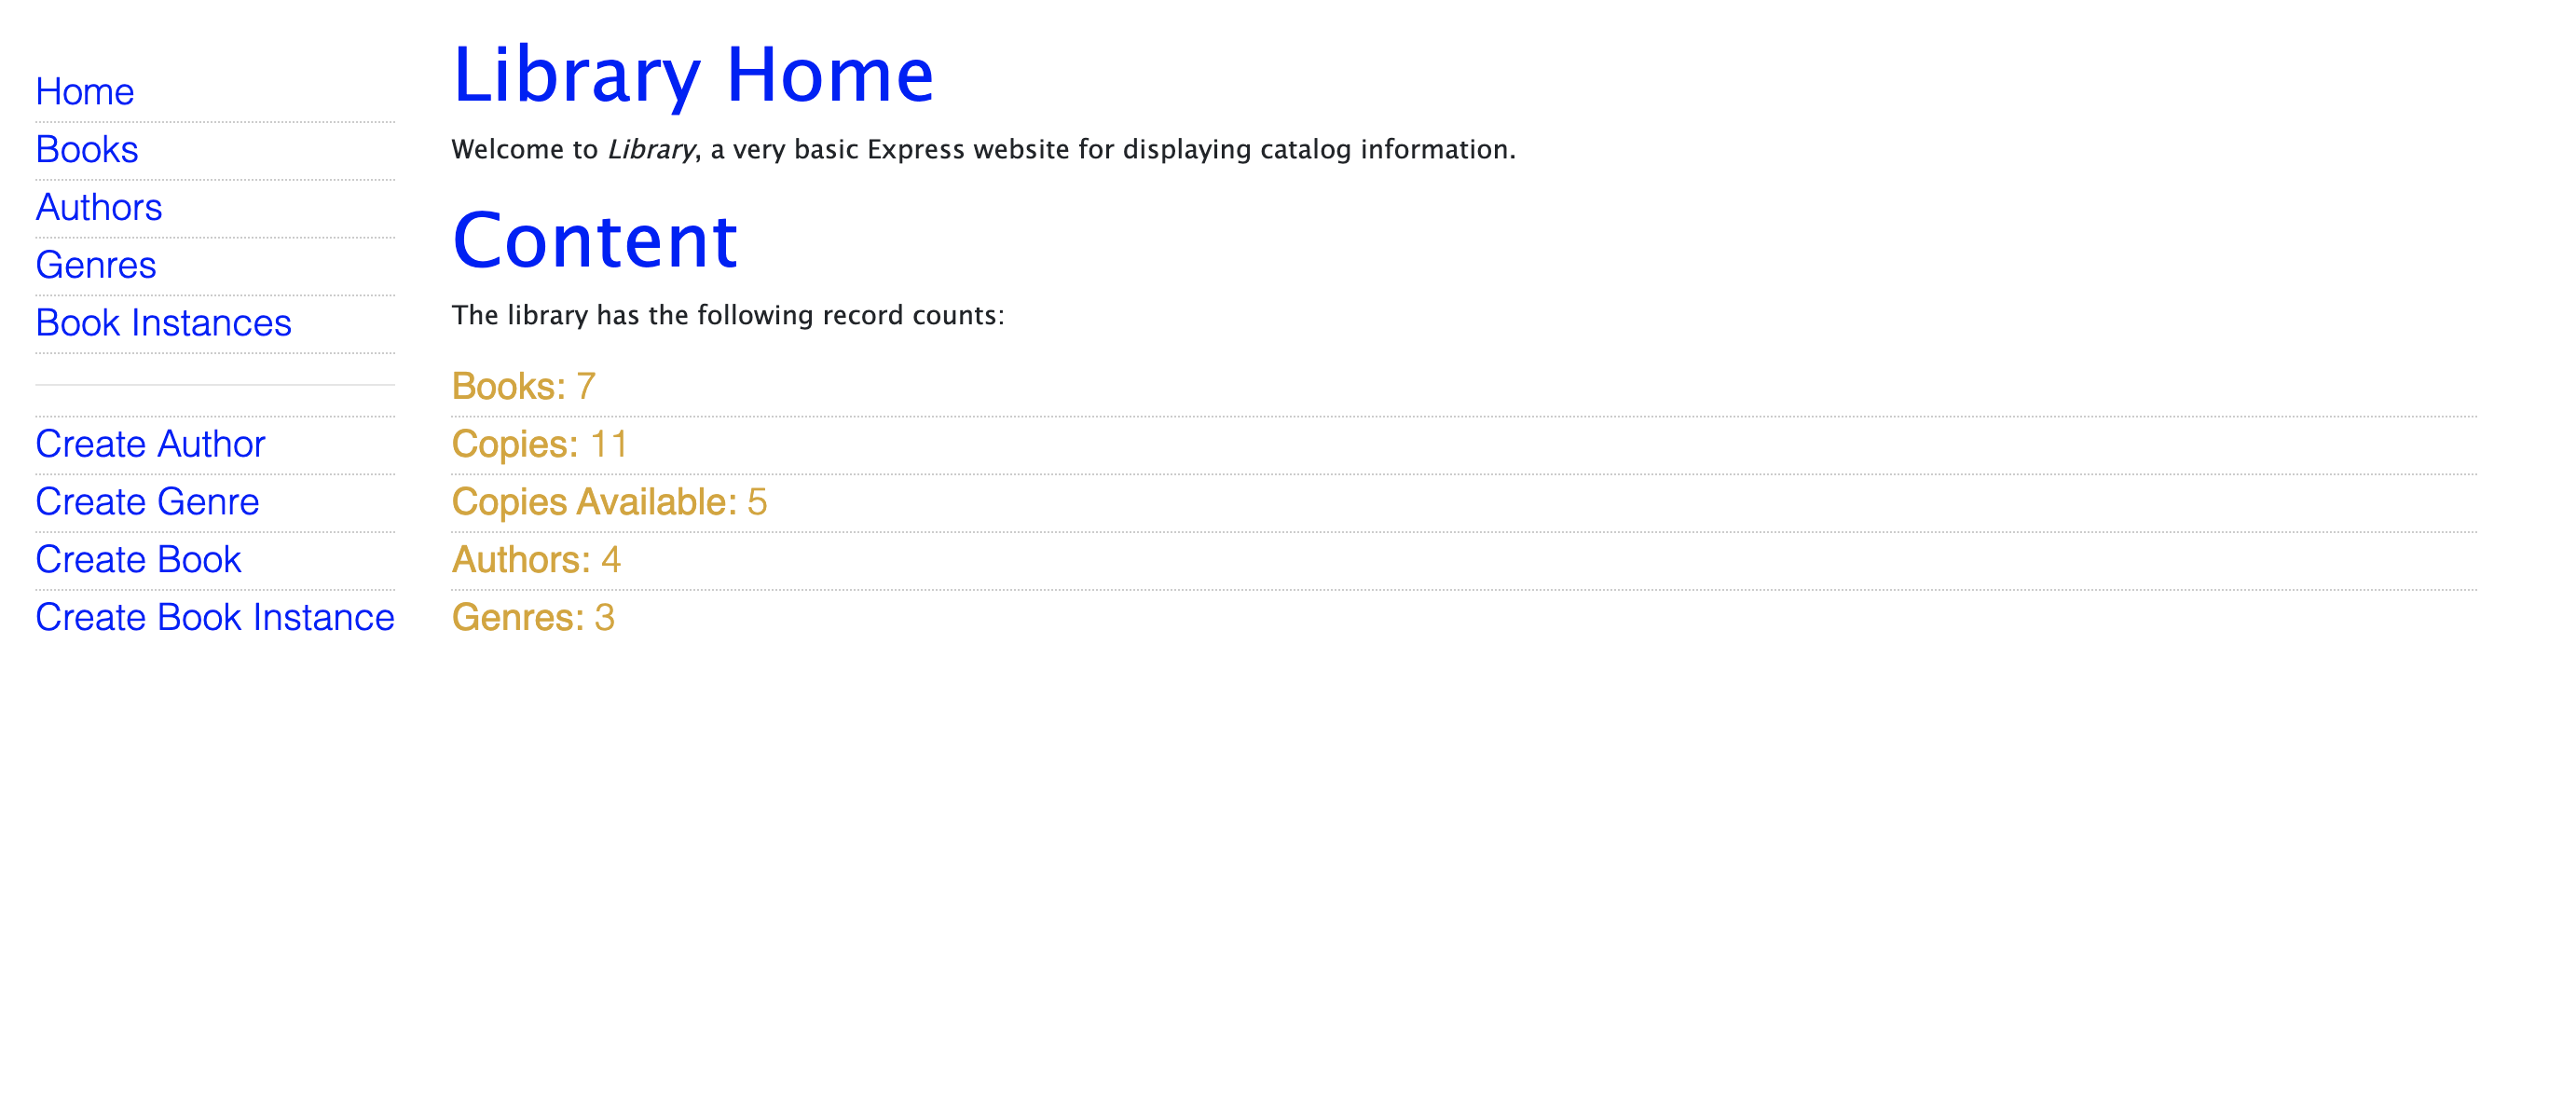 Home
Books
Authors
Genres
Book Instances
Create Author
Create Genre
Create Book
Create Book Instance
Library Home
Welcome to Library, a very basic Express website for displaying catalog information.
Content
The library has the following record counts:
Books: 7
Copies: 11
Copies Available: 5
Authors: 4
Genres: 3